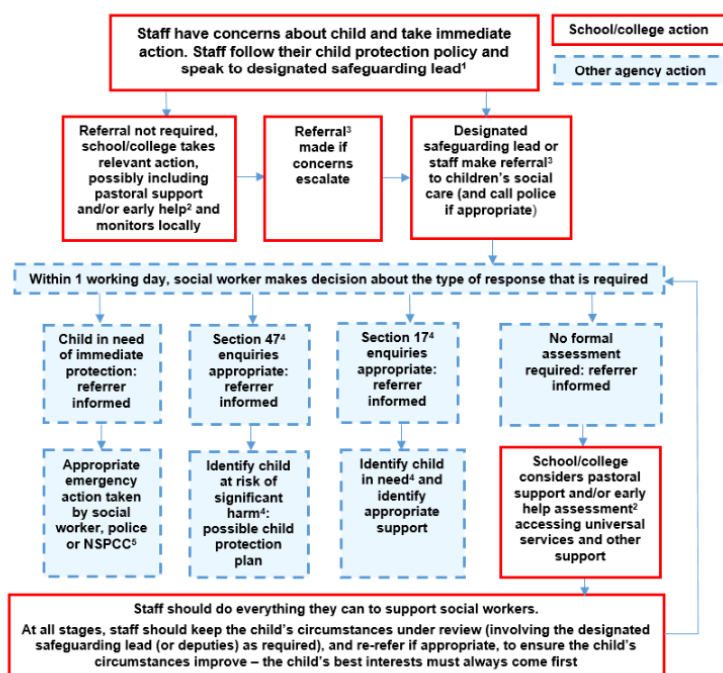 Staff have concerns about child and take immediate
action. Staff follow their child protection policy and
speak to designated safeguarding lead¹
School/college action
Other agency action
Referral not required,
school/college takes
relevant action,
possibly including
pastoral support
and/or early help² and
monitors locally
Referral³
made if
concerns
escalate
Designated
safeguarding lead or
staff make referral³
to children's social
care (and call police
if appropriate)
Within 1 working day, social worker makes decision about the type of response that is required
Child in need
of immediate
protection:
referrer
informed
Section 47⁴
enquiries
appropriate:
referrer
informed
Section 17⁴
enquiries
appropriate:
referrer
informed
No formal
assessment
required: referrer
informed
Appropriate
emergency
action taken
by social
worker, police
or NSPCC⁵
Identify child
at risk of
significant
harm⁴:
possible child
protection
plan
Identify child
in need⁴ and
identify
appropriate
support
School/college
considers pastoral
support and/or early
help assessment²
accessing universal
services and other
support
Staff should do everything they can to support social workers.
At all stages, staff should keep the child's circumstances under review (involving the designated
safeguarding lead (or deputies) as required), and re-refer if appropriate, to ensure the child's
circumstances improve – the child's best interests must always come first